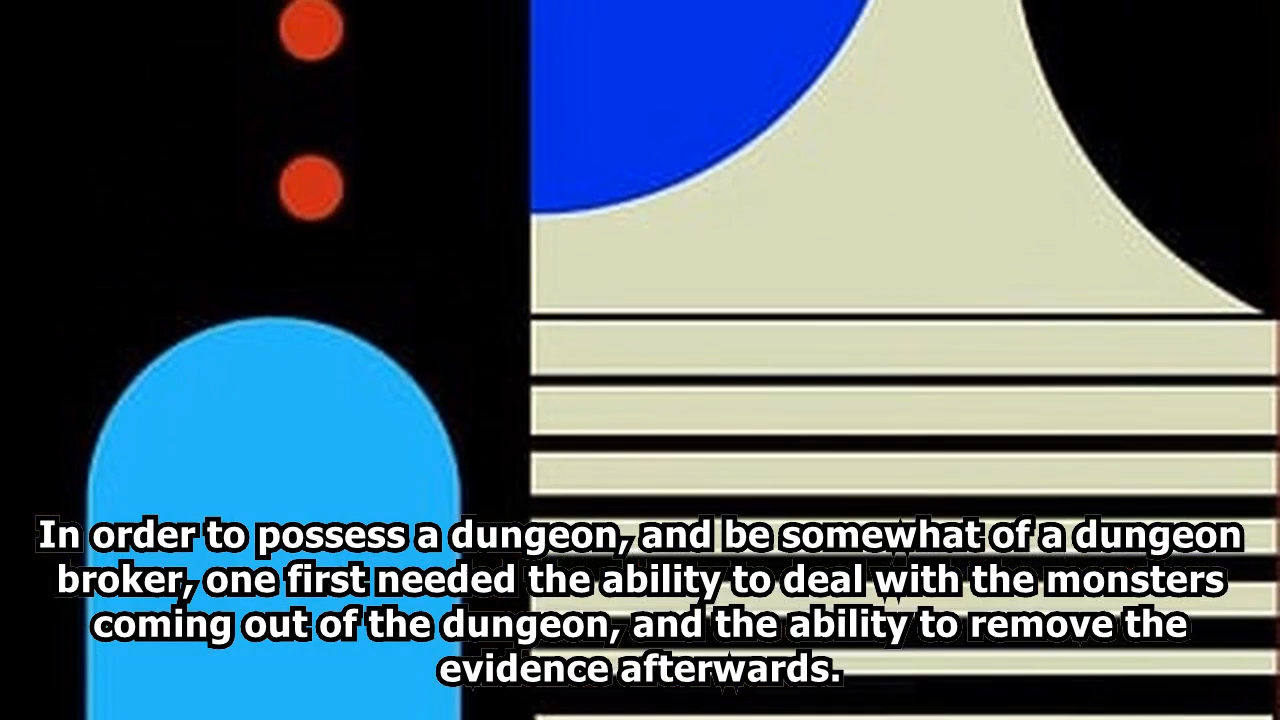 In order to possess a dungeon, and be somewhat of a dungeon
broker, one first needed the ability to deal with the monsters
coming out of the dungeon, and the ability to remove the
evidence afterwards.